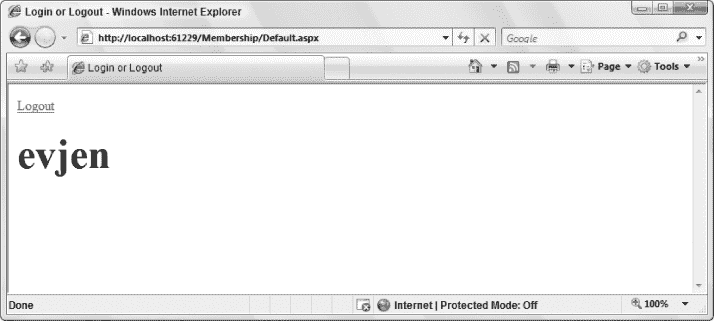 Login or Logout - Windows Internet Explorer
http://localhost:61229/Membership/Default.aspx
Google
Login or Logout
Page
Tools
»
Logout
evjen
Done
Internet | Protected Mode: Off
100%